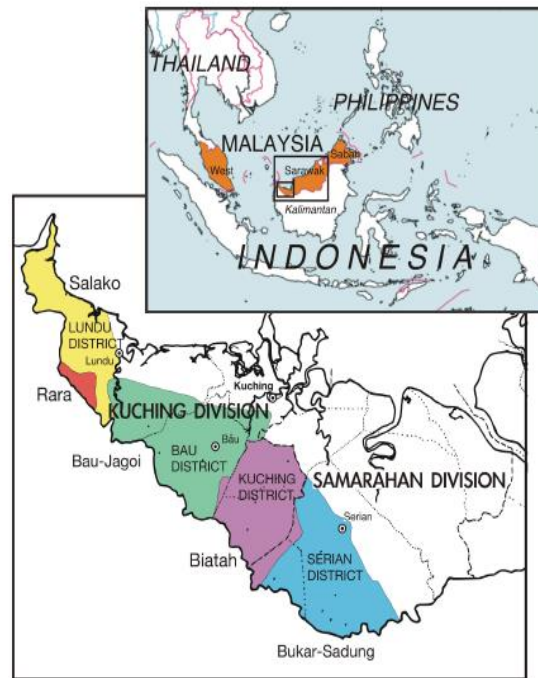 THAILAND
PHILIPPINES
MALAYSIA
Sabah
West
Sarawak
Kalimantan
INDONESIA
Salako
LUNDU
DISTRICT
Lundu
Rara
Kuching
KUCHING DIVISION
Bau-Jagoi
Bau
BAU
DISTRICT
KUCHING
DISTRICT
SAMARAHAN DIVISION
Serian
Biatah
SÉRIAN
DISTRICT
Bukar-Sadung